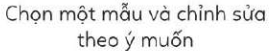 Chọn một mẫu và chỉnh sửa
theo ý muốn